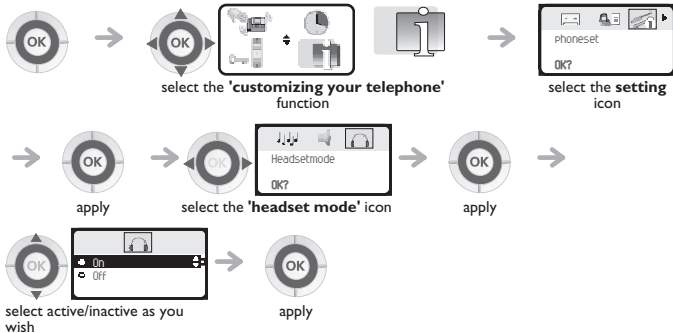 OK
OK
Phoneset
OK?
select the 'customizing your telephone'
function
select the setting
icon
OK
OK
Headsetmode
OK?
OK
apply
select the 'headset mode' icon
apply
OK
On
Off
OK
select active/inactive as you
wish
apply